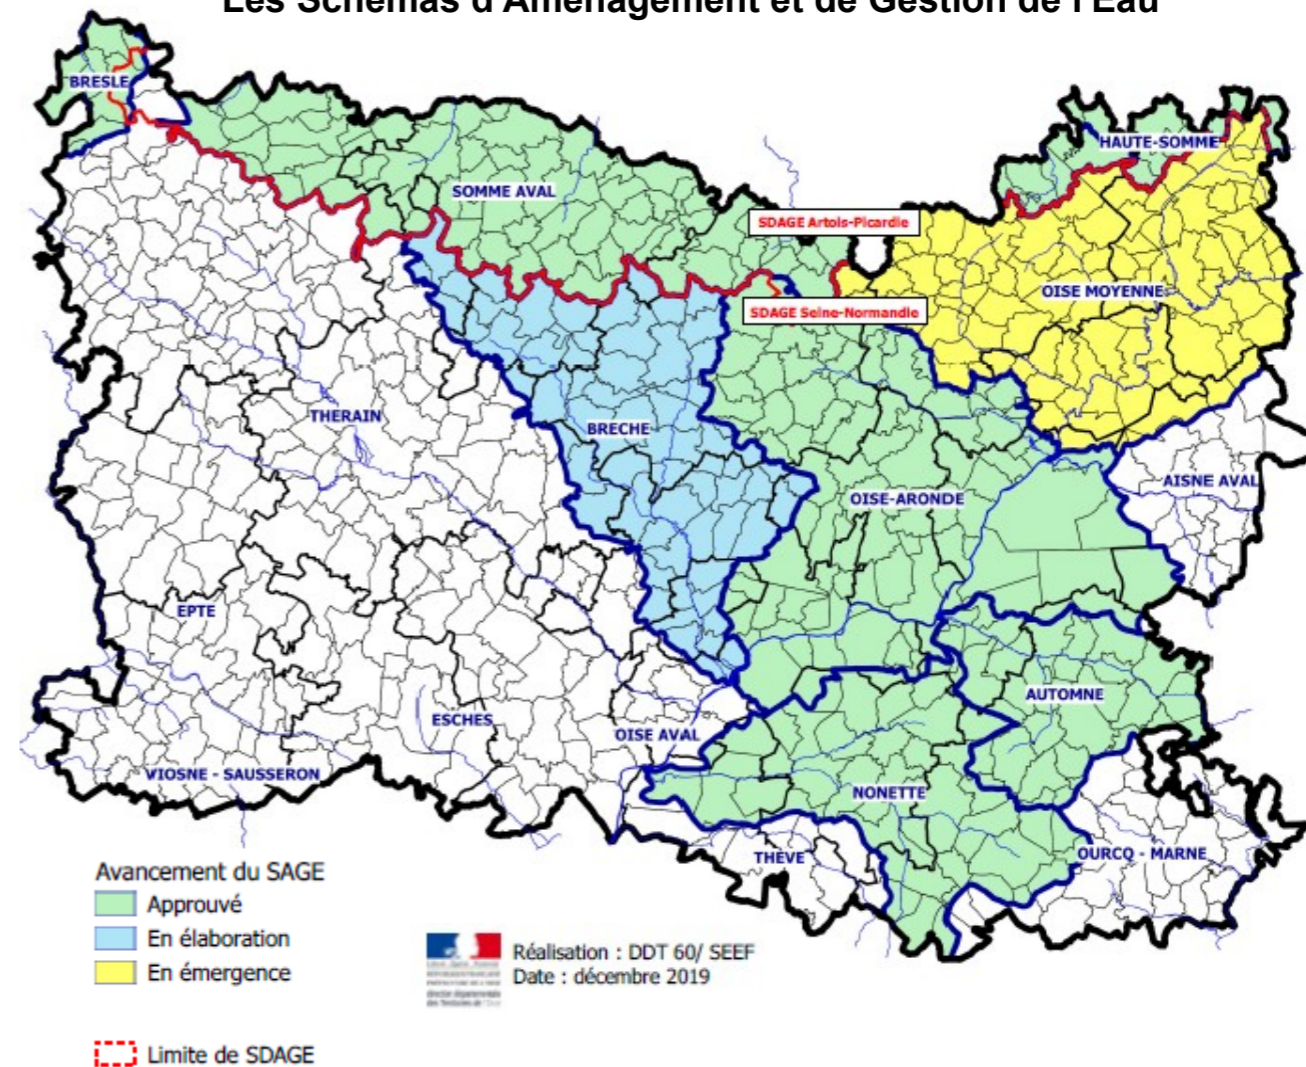 Les Schémas d'Aménagement et de Gestion de l'Eau
BRESLE
HAUTE-SOMME
SOMME AVAL
SDAGE Artois-Picardie
OISE MOYENNE
SDAGE Seine-Normandie
THERAIN
BRECHE
AISNE AVAL
OISE-ARONDE
EPTE
AUTOMNE
ESCHES
OISE AVAL
VIOSNE - SAUSSERON
NONETTE
THÈVE
OURCQ - MARNE
Avancement du SAGE
Approuvé
En élaboration
En émergence
Réalisation : DDT 60/ SEEF
Date : décembre 2019
Limite de SDAGE